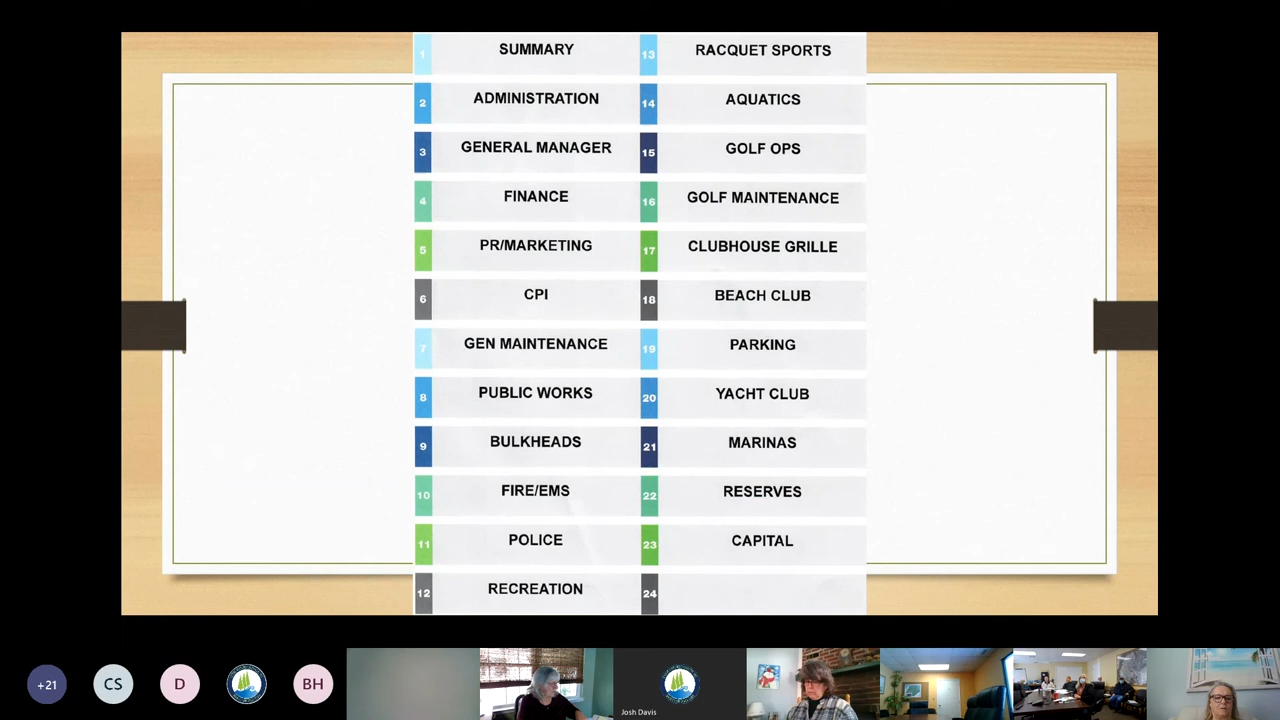 1 SUMMARY
2 ADMINISTRATION
3 GENERAL MANAGER
4 FINANCE
5 PR/MARKETING
6 CPI
7 GEN MAINTENANCE
8 PUBLIC WORKS
9 BULKHEADS
10 FIRE/EMS
11 POLICE
12 RECREATION
13 RACQUET SPORTS
14 AQUATICS
15 GOLF OPS
16 GOLF MAINTENANCE
17 CLUBHOUSE GRILLE
18 BEACH CLUB
19 PARKING
20 YACHT CLUB
21 MARINAS
22 RESERVES
23 CAPITAL
24
+21
CS
D
BH
Josh Davis